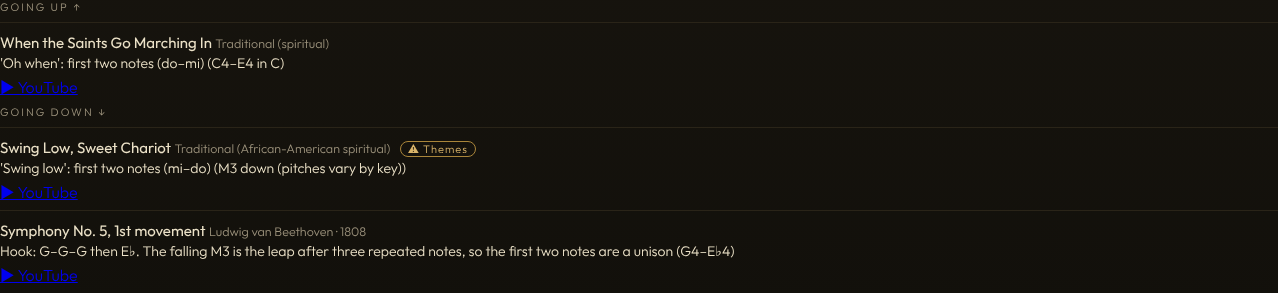 GOING UP ↑
When the Saints Go Marching In Traditional (spiritual)
'Oh when': first two notes (do–mi) (C4–E4 in C)
▶ YouTube
GOING DOWN ↓
Swing Low, Sweet Chariot Traditional (African-American spiritual) ⚠ Themes
'Swing low': first two notes (mi–do) (M3 down (pitches vary by key))
▶ YouTube
Symphony No. 5, 1st movement Ludwig van Beethoven · 1808
Hook: G–G–G then E♭. The falling M3 is the leap after three repeated notes, so the first two notes are a unison (G4–E♭4)
▶ YouTube